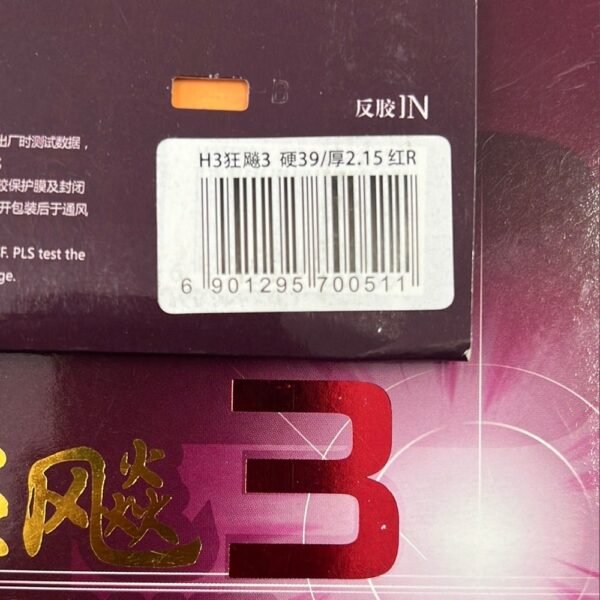 B
反胶IN
出厂时测试数据，
胶保护膜及封闭
开包装后于通风
F. PLS test the
ge.
H3狂飚3 硬39/厚2.15 红R
6 901295 700511
飚3